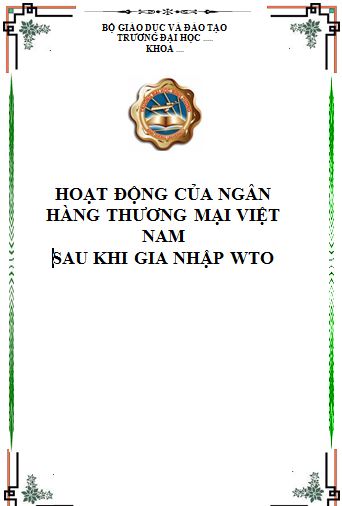 BỘ GIÁO DỤC VÀ ĐÀO TẠO
TRƯỜNG ĐẠI HỌC .....
KHOA ...
HOẠT ĐỘNG CỦA NGÂN
HÀNG THƯƠNG MẠI VIỆT
NAM
SAU KHI GIA NHẬP WTO